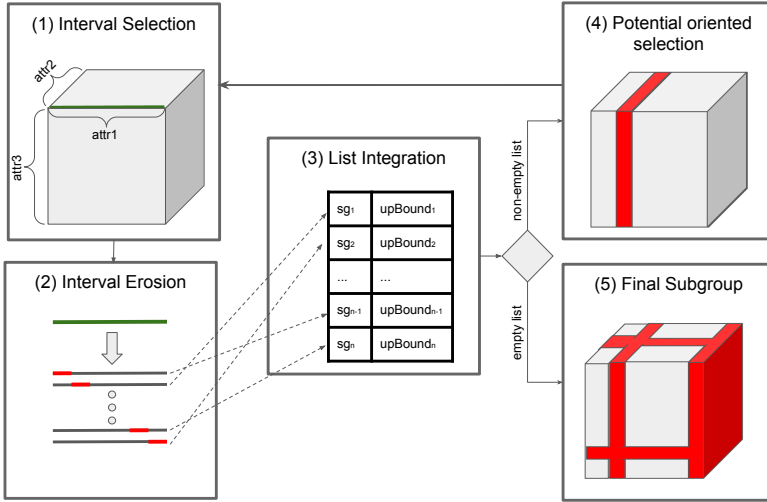 (1) Interval Selection
attr2
attr1
attr3
(2) Interval Erosion
(3) List Integration
sg1 upBound1
sg2 upBound2
... ...
sgn-1 upBoundn-1
sgn upBoundn
non-empty list
empty list
(4) Potential oriented
selection
(5) Final Subgroup